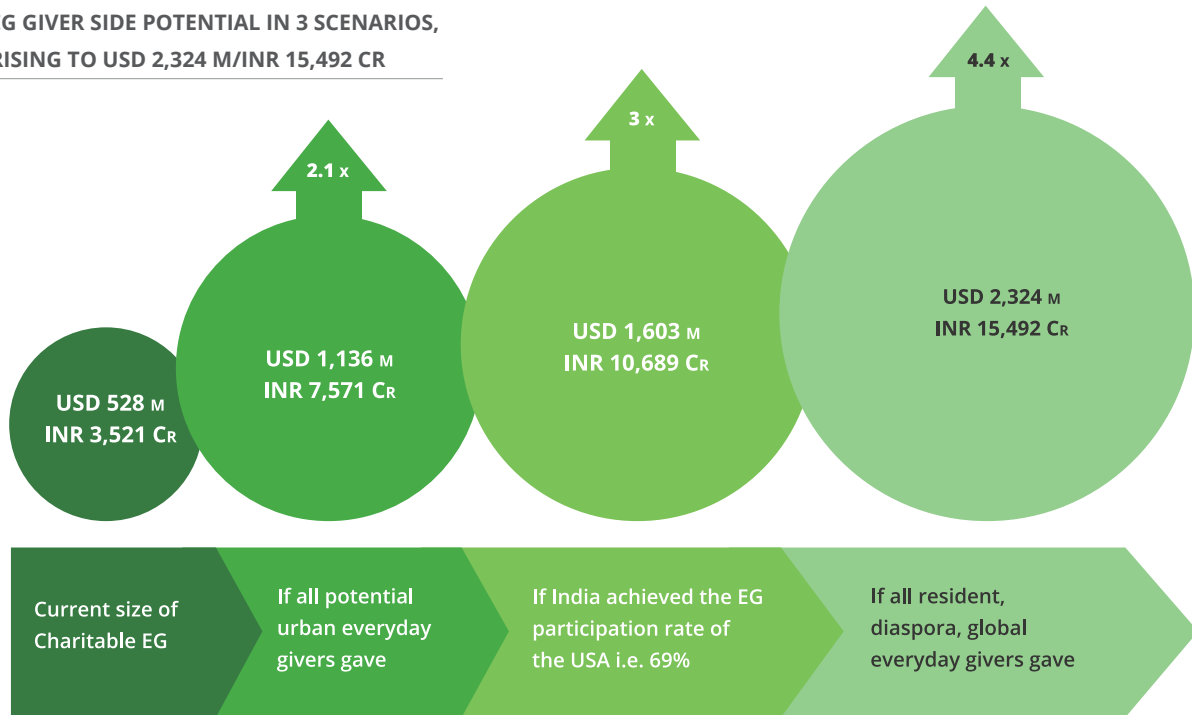 EG GIVER SIDE POTENTIAL IN 3 SCENARIOS,
RISING TO USD 2,324 M/INR 15,492 CR
4.4 x
3 x
2.1 x
USD 2,324 M
INR 15,492 CR
USD 1,603 M
INR 10,689 CR
USD 1,136 M
INR 7,571 CR
USD 528 M
INR 3,521 CR
Current size of
Charitable EG
If all potential
urban everyday
givers gave
If India achieved the EG
participation rate of
the USA i.e. 69%
If all resident,
diaspora, global
everyday givers gave